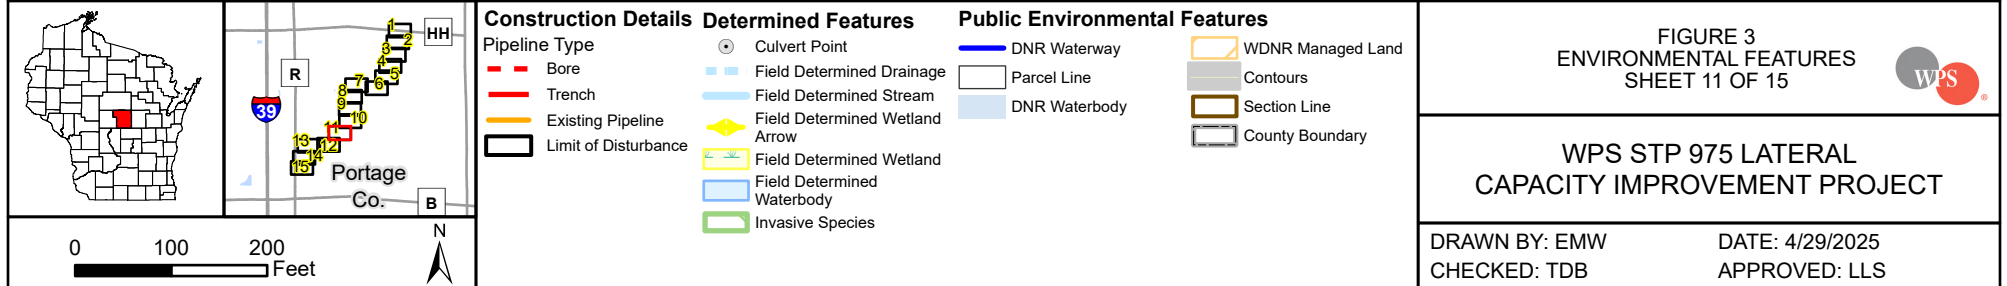 1
2
3
4
5
6
7
8
9
10
11
12
13
14
15
HH
R
39
Portage
Co.
B
0 100 200
Feet
N
Construction Details
Pipeline Type
Bore
Trench
Existing Pipeline
Limit of Disturbance
Determined Features
Culvert Point
Field Determined Drainage
Field Determined Stream
Field Determined Wetland
Arrow
Field Determined Wetland
Field Determined
Waterbody
Invasive Species
Public Environmental Features
DNR Waterway
Parcel Line
DNR Waterbody
WDNR Managed Land
Contours
Section Line
County Boundary
FIGURE 3
ENVIRONMENTAL FEATURES
SHEET 11 OF 15
WPS
®
WPS STP 975 LATERAL
CAPACITY IMPROVEMENT PROJECT
DRAWN BY: EMW DATE: 4/29/2025
CHECKED: TDB APPROVED: LLS